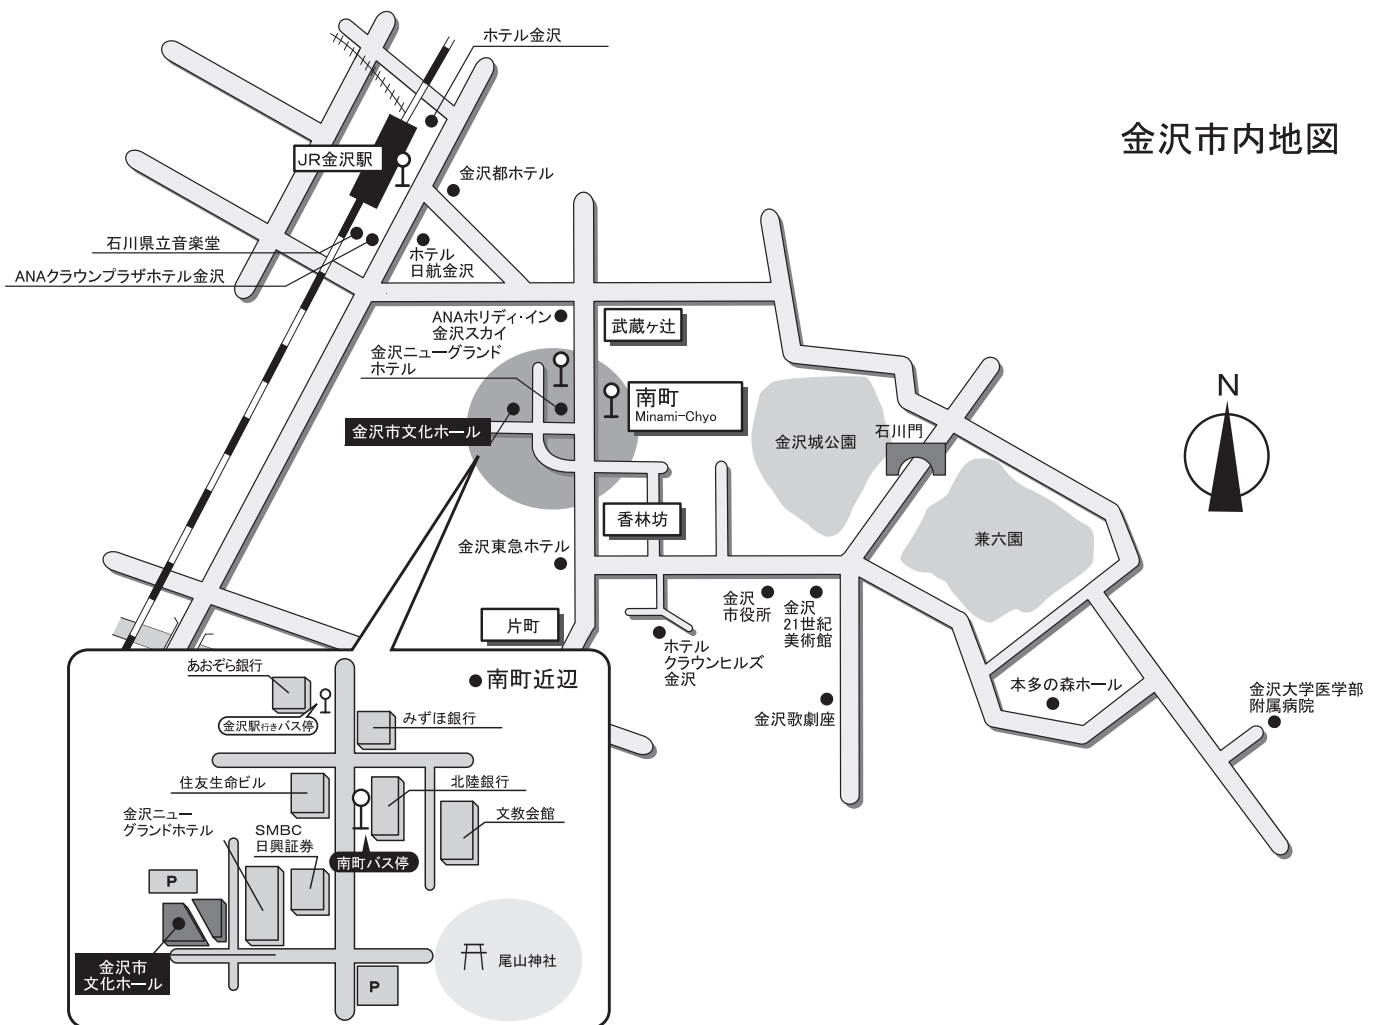 ホテル金沢
金沢市内地図
JR金沢駅
金沢都ホテル
石川県立音楽堂
ANAクラウンプラザホテル金沢
ホテル
日航金沢
ANAホリディ・イン
金沢スカイ
武蔵ヶ辻
金沢ニューグランド
ホテル
南町
Minami-Chyo
金沢市文化ホール
金沢城公園
石川門
N
香林坊
兼六園
金沢東急ホテル
片町
金沢
市役所
金沢
21世紀
美術館
ホテル
クラウンヒルズ
金沢
金沢歌劇座
本多の森ホール
金沢大学医学部
附属病院
南町近辺
あおぞら銀行
金沢駅行きバス停
みずほ銀行
住友生命ビル
北陸銀行
金沢ニュー
グランドホテル
SMBC
日興証券
文教会館
南町バス停
P
金沢市
文化ホール
P
尾山神社